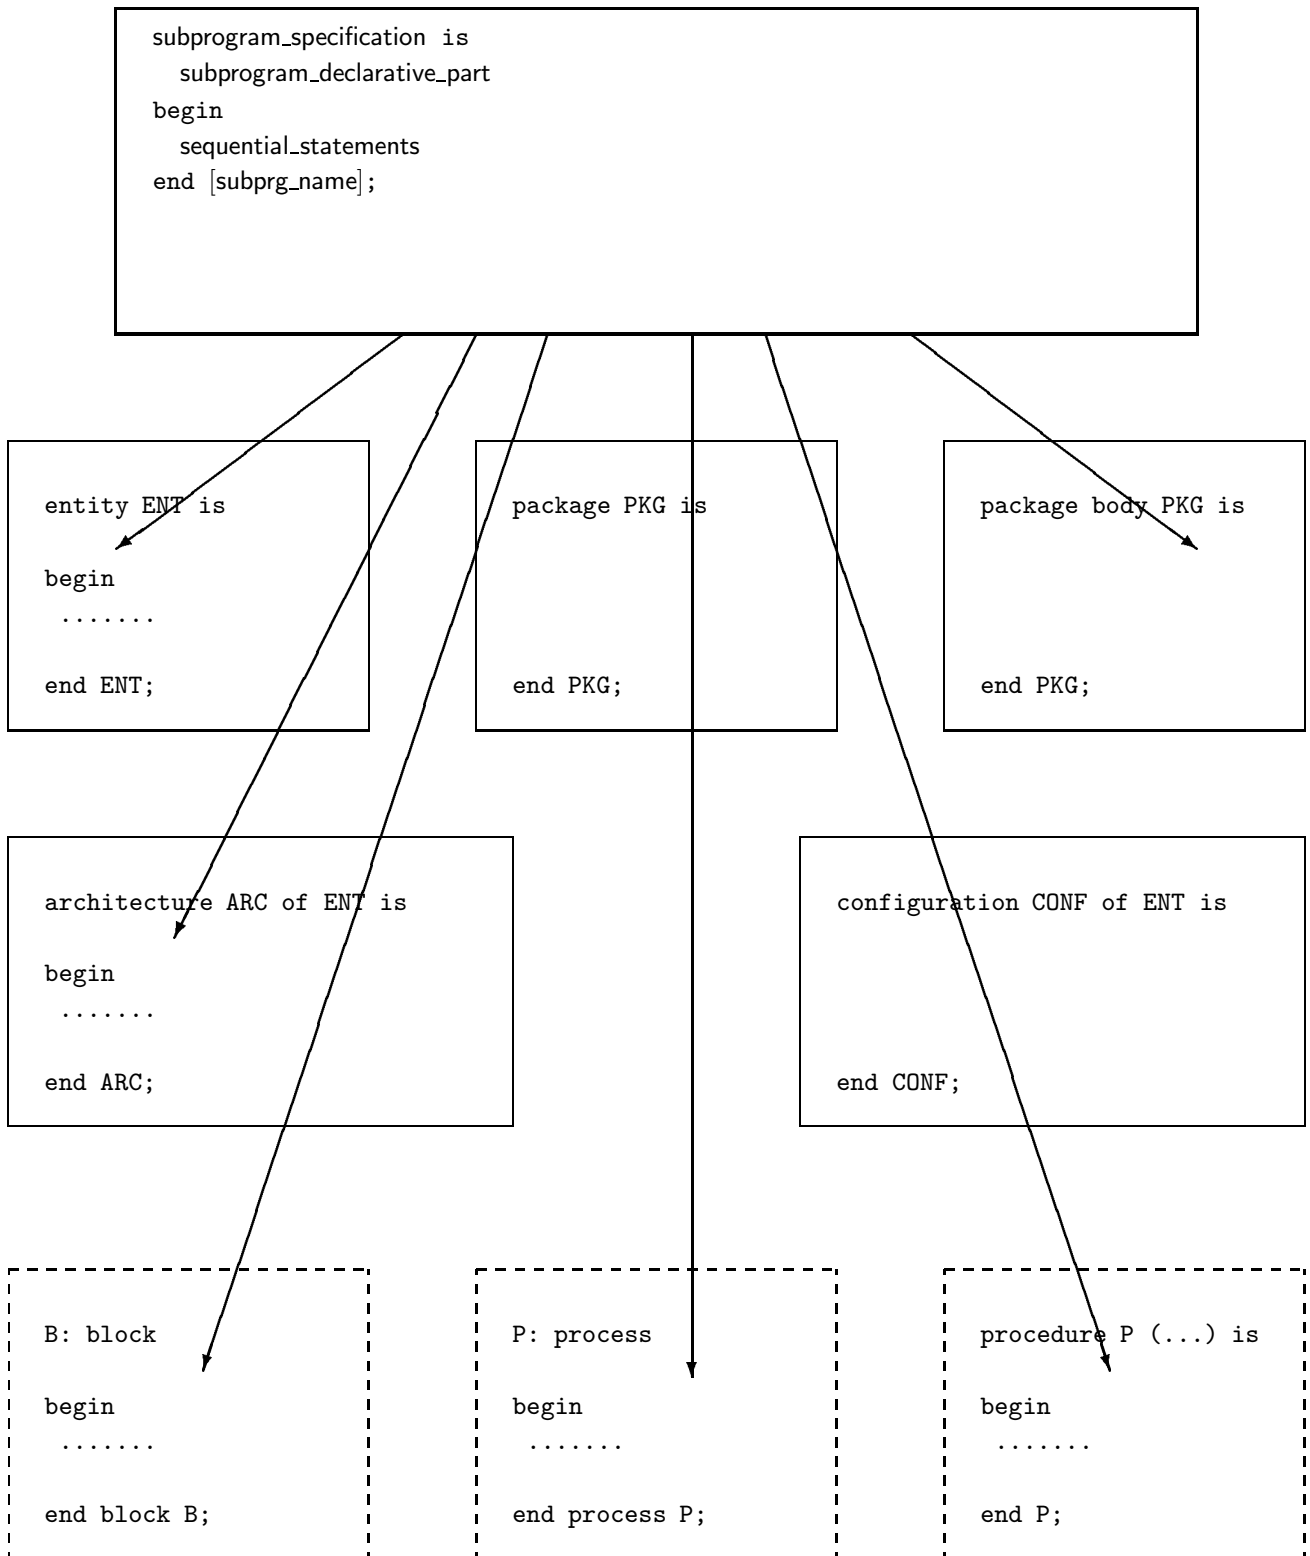 subprogram_specification is
subprogram_declarative_part
begin
sequential_statements
end [subprg_name];
entity ENT is
begin
.......
end ENT;
package PKG is
end PKG;
package body PKG is
end PKG;
architecture ARC of ENT is
begin
.......
end ARC;
configuration CONF of ENT is
end CONF;
B: block
begin
.......
end block B;
P: process
begin
.......
end process P;
procedure P (...) is
begin
.......
end P;